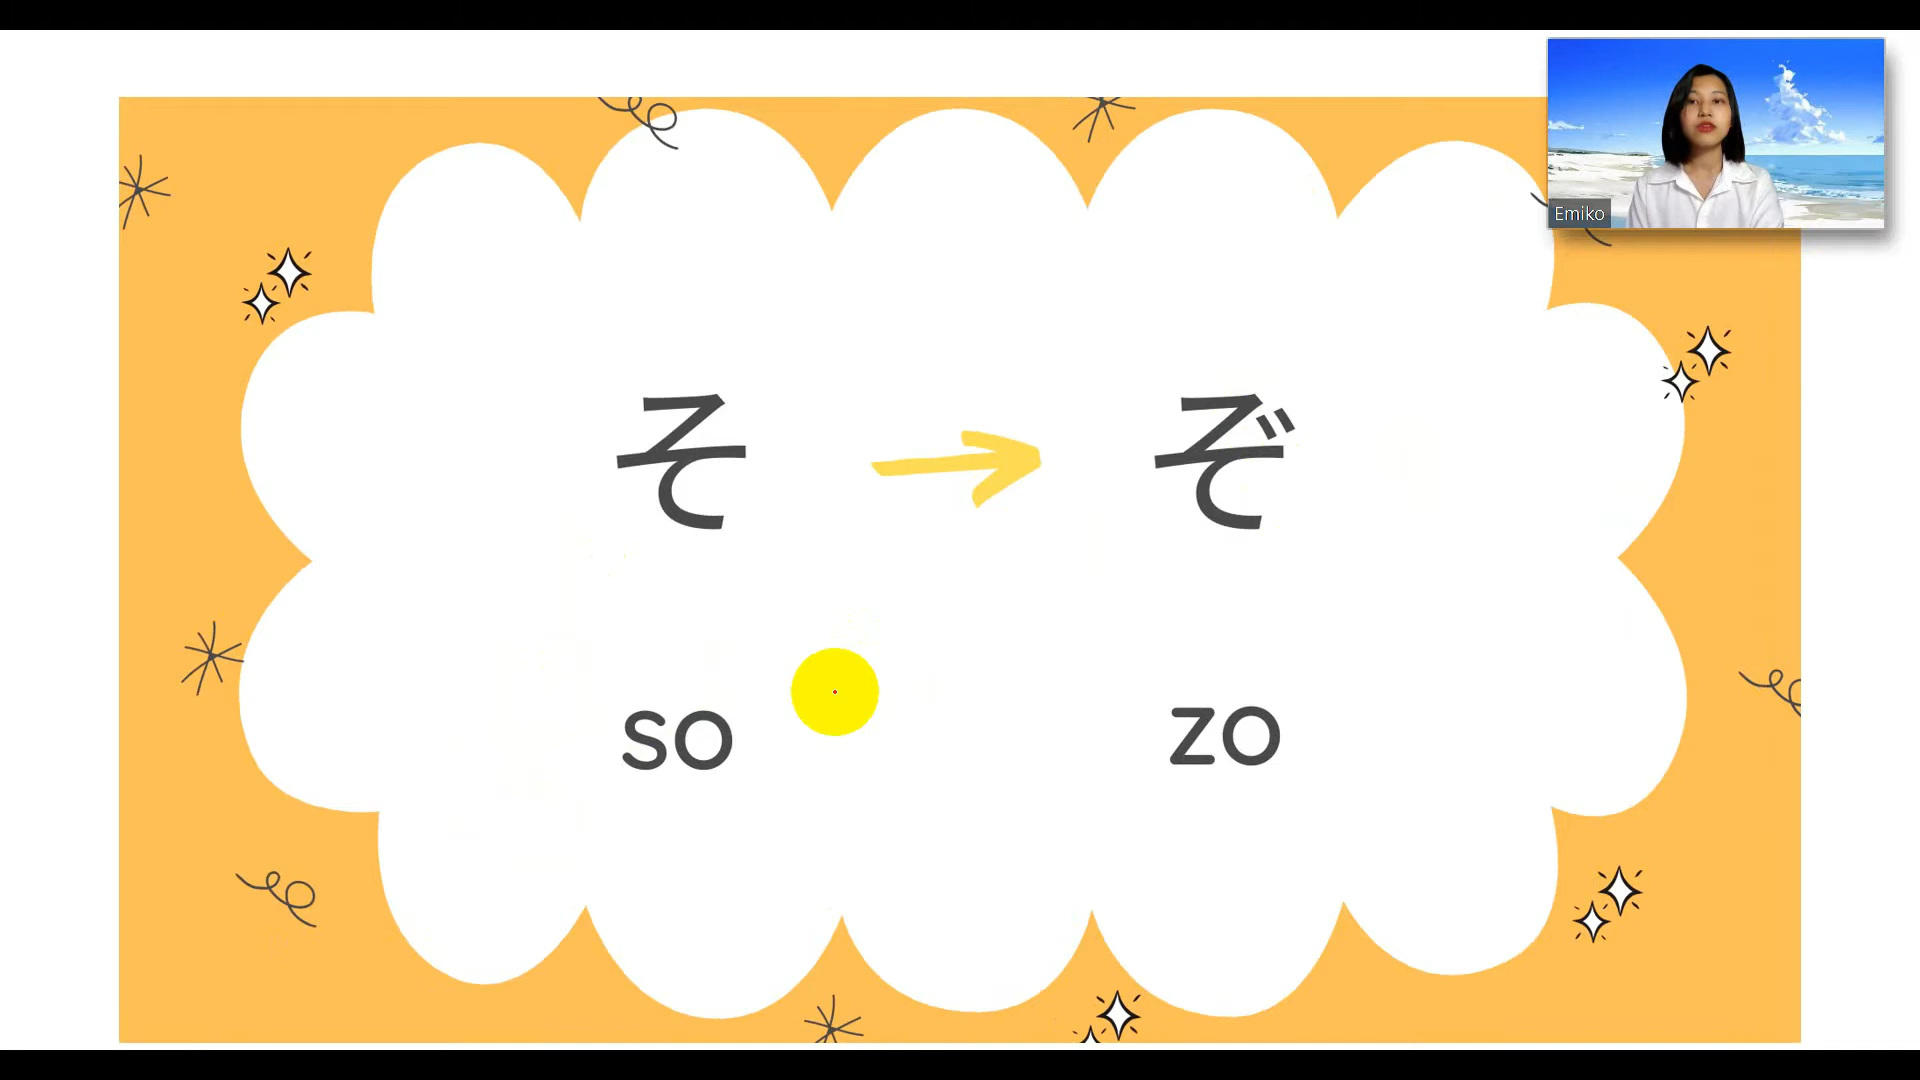 Emiko
そ ぞ
so zo